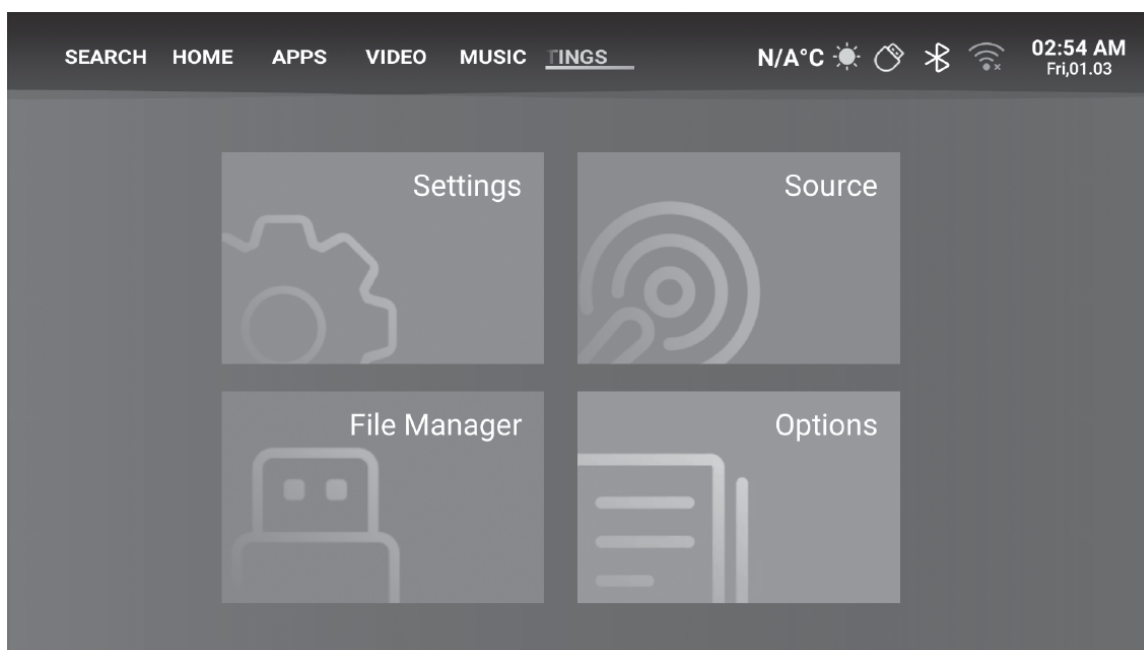 SEARCH HOME APPS VIDEO MUSIC TINGS N/A°C 02:54 AM
Fri,01.03
Settings Source
File Manager Options